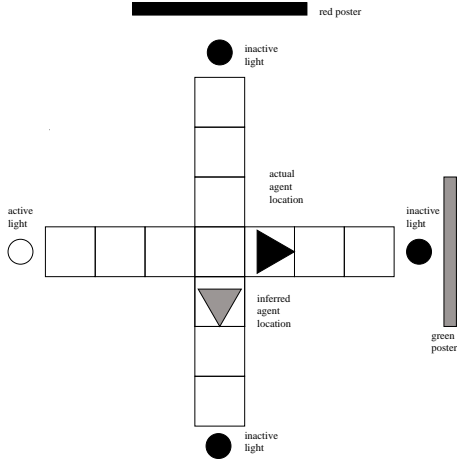 red poster
inactive
light
actual
agent
location
active
light
inactive
light
inferred
agent
location
green
poster
inactive
light